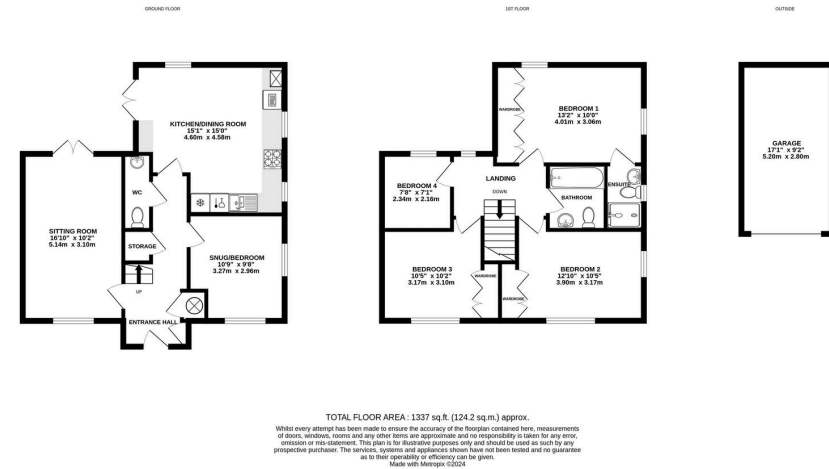 GROUND FLOOR
KITCHEN/DINING ROOM
15'1" x 15'0"
4.60m x 4.58m
WC
SITTING ROOM
16'10" x 10'2"
5.14m x 3.10m
STORAGE
SNUG/BEDROOM
10'9" x 9'8"
3.27m x 2.96m
UP
ENTRANCE HALL
1ST FLOOR
WARDROBE
BEDROOM 1
13'2" x 10'0"
4.01m x 3.06m
LANDING
DOWN
BEDROOM 4
7'8" x 7'1"
2.34m x 2.16m
BATHROOM
ENSUITE
BEDROOM 3
10'5" x 10'2"
3.17m x 3.10m
WARDROBE
WARDROBE
BEDROOM 2
12'10" x 10'5"
3.90m x 3.17m
OUTSIDE
GARAGE
17'1" x 9'2"
5.20m x 2.80m
TOTAL FLOOR AREA : 1337 sq.ft. (124.2 sq.m.) approx.
Whilst every attempt has been made to ensure the accuracy of the floorplan contained here, measurements
of doors, windows, rooms and any other items are approximate and no responsibility is taken for any error,
omission or mis-statement. This plan is for illustrative purposes only and should be used as such by any
prospective purchaser. The services, systems and appliances shown have not been tested and no guarantee
as to their operability or efficiency can be given.
Made with Metropix ©2024